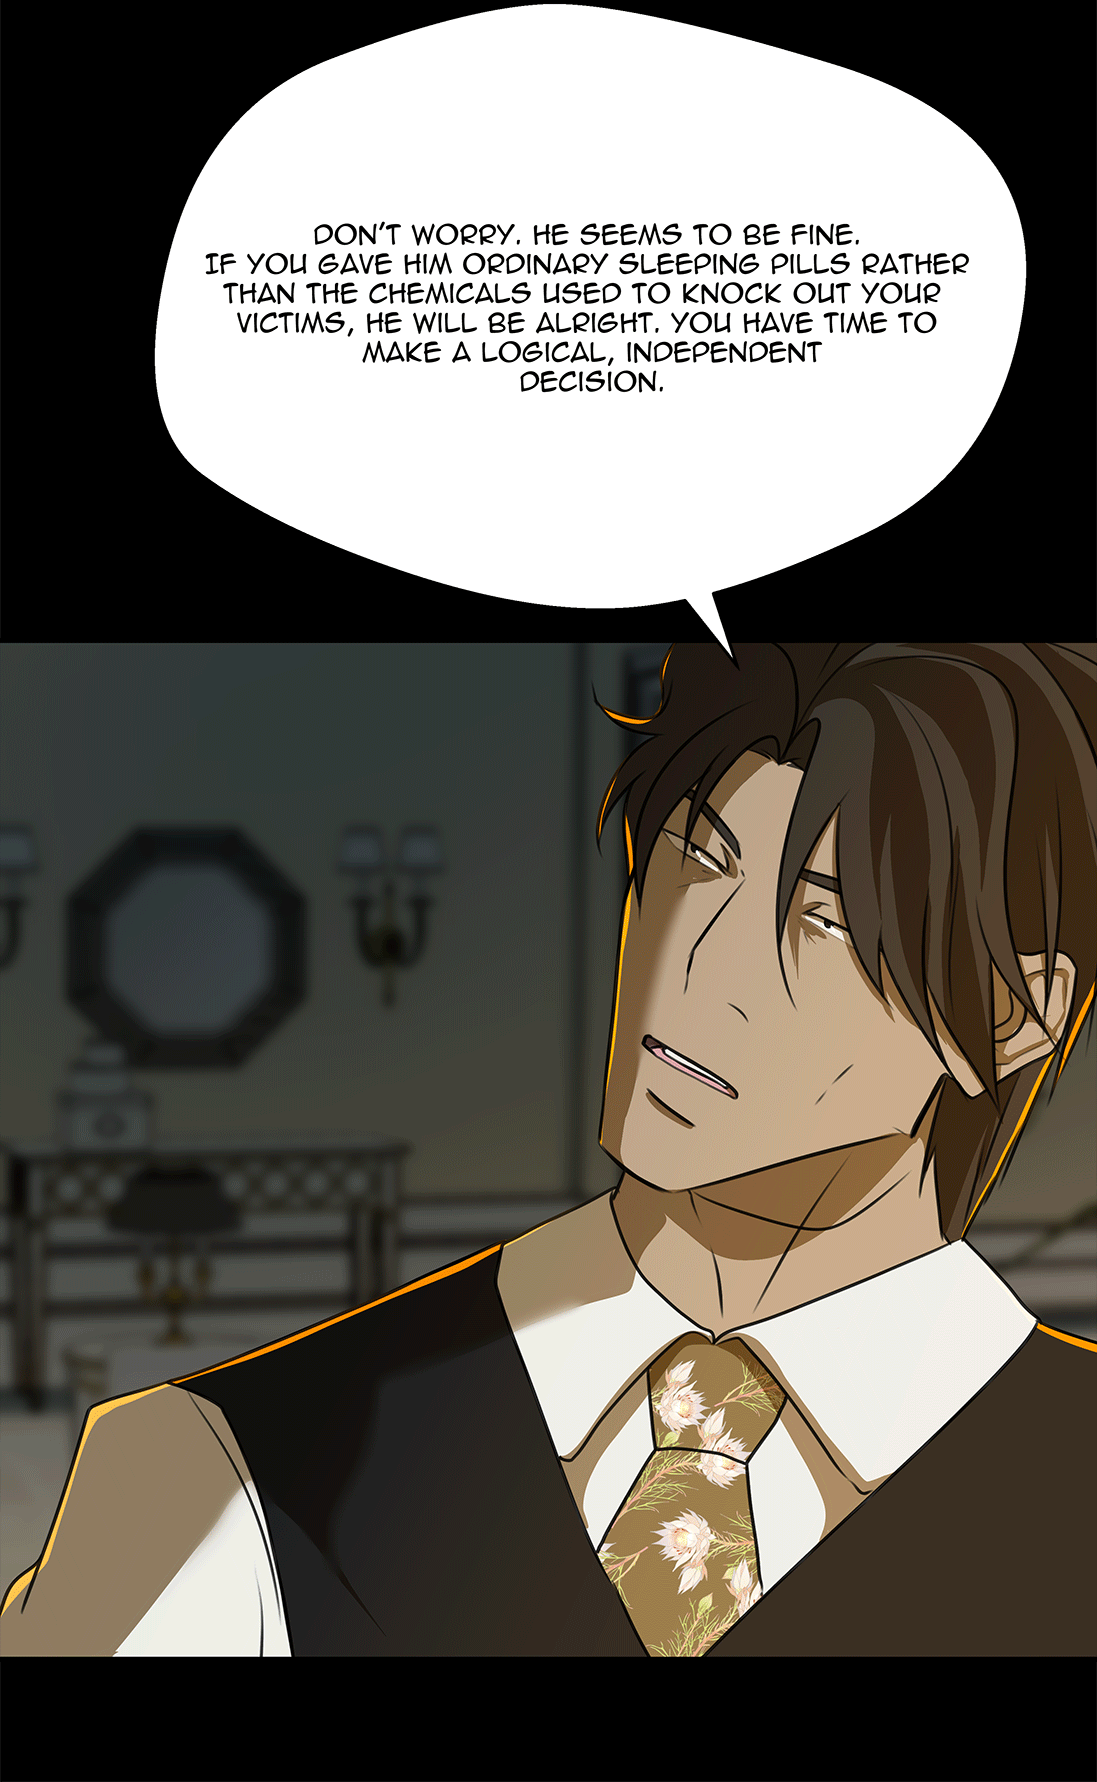 DON'T WORRY. HE SEEMS TO BE FINE.
IF YOU GAVE HIM ORDINARY SLEEPING PILLS RATHER
THAN THE CHEMICALS USED TO KNOCK OUT YOUR
VICTIMS, HE WILL BE ALRIGHT. YOU HAVE TIME TO
MAKE A LOGICAL, INDEPENDENT
DECISION.